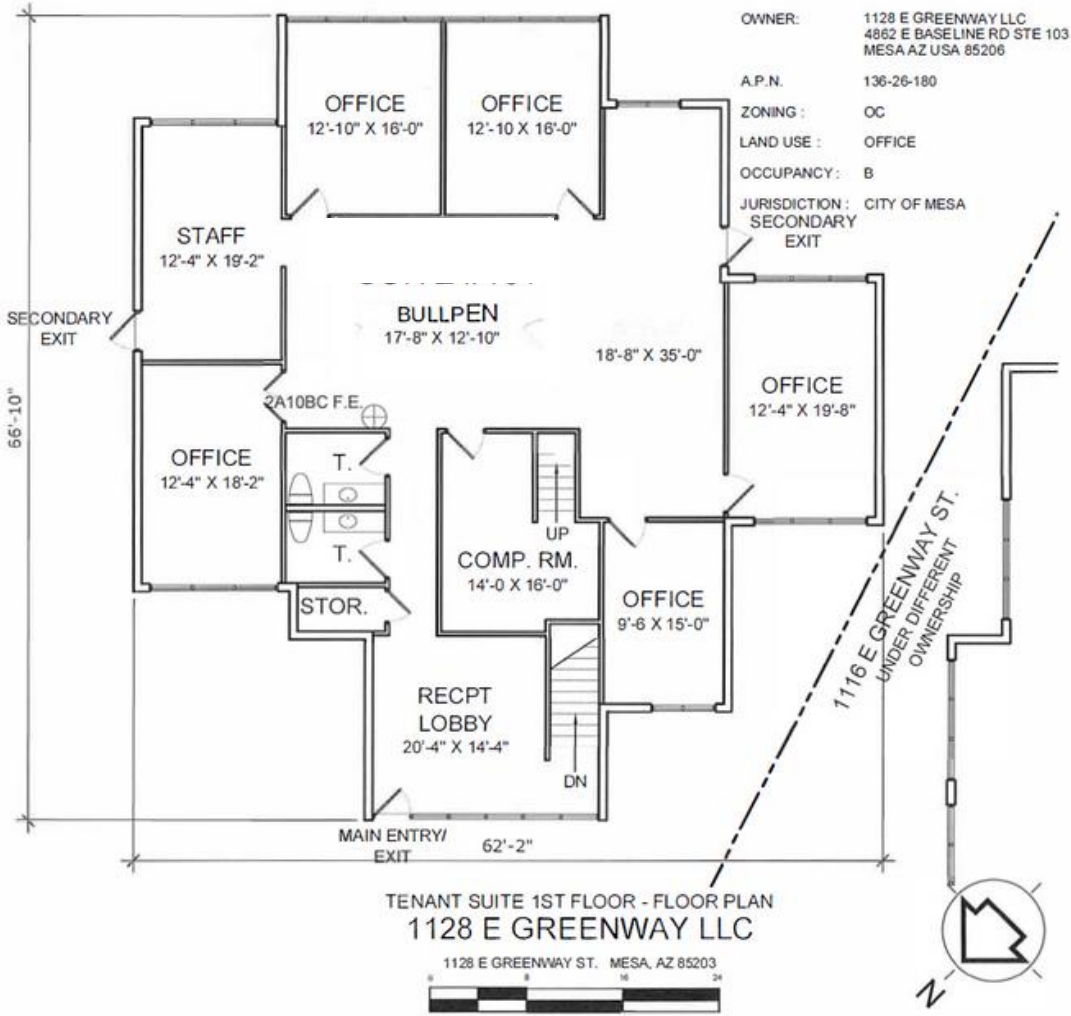 OWNER: 1128 E GREENWAY LLC
4862 E BASELINE RD STE 103
MESA AZ USA 85206
A.P.N. 136-26-180
ZONING : OC
LAND USE : OFFICE
OCCUPANCY : B
JURISDICTION : CITY OF MESA
OFFICE
12'-10" X 16'-0"
OFFICE
12'-10 X 16'-0"
SECONDARY
EXIT
STAFF
12'-4" X 19'-2"
BULLPEN
17'-8" X 12'-10"
18'-8" X 35'-0"
SECONDARY
EXIT
66'-10"
OFFICE
12'-4" X 19'-8"
2A10BC F.E.
OFFICE
12'-4" X 18'-2"
T.
T.
UP
COMP. RM.
14'-0 X 16'-0"
STOR.
OFFICE
9'-6 X 15'-0"
1116 E GREENWAY ST.
UNDER DIFFERENT
OWNERSHIP
RECPT
LOBBY
20'-4" X 14'-4"
DN
MAIN ENTRY/
EXIT
62'-2"
TENANT SUITE 1ST FLOOR - FLOOR PLAN
1128 E GREENWAY LLC
1128 E GREENWAY ST. MESA, AZ 85203
8 16 24
N